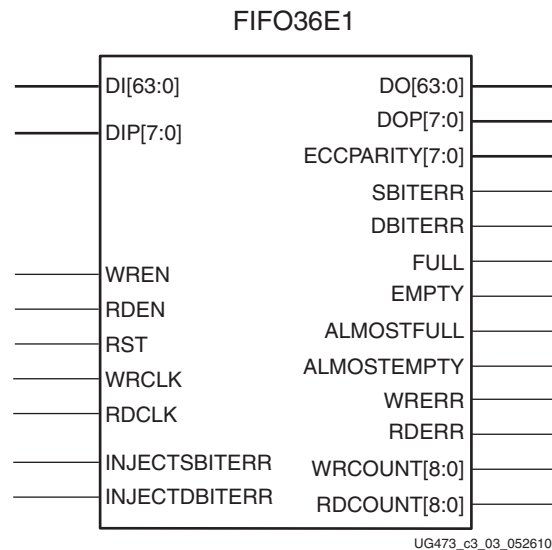 FIFO36E1
DI[63:0]
DIP[7:0]
WREN
RDEN
RST
WRCLK
RDCLK
INJECTSBITERR
INJECTDBITERR
DO[63:0]
DOP[7:0]
ECCPARITY[7:0]
SBITERR
DBITERR
FULL
EMPTY
ALMOSTFULL
ALMOSTEMPTY
WRERR
RDERR
WRCOUNT[8:0]
RDCOUNT[8:0]
UG473_c3_03_052610